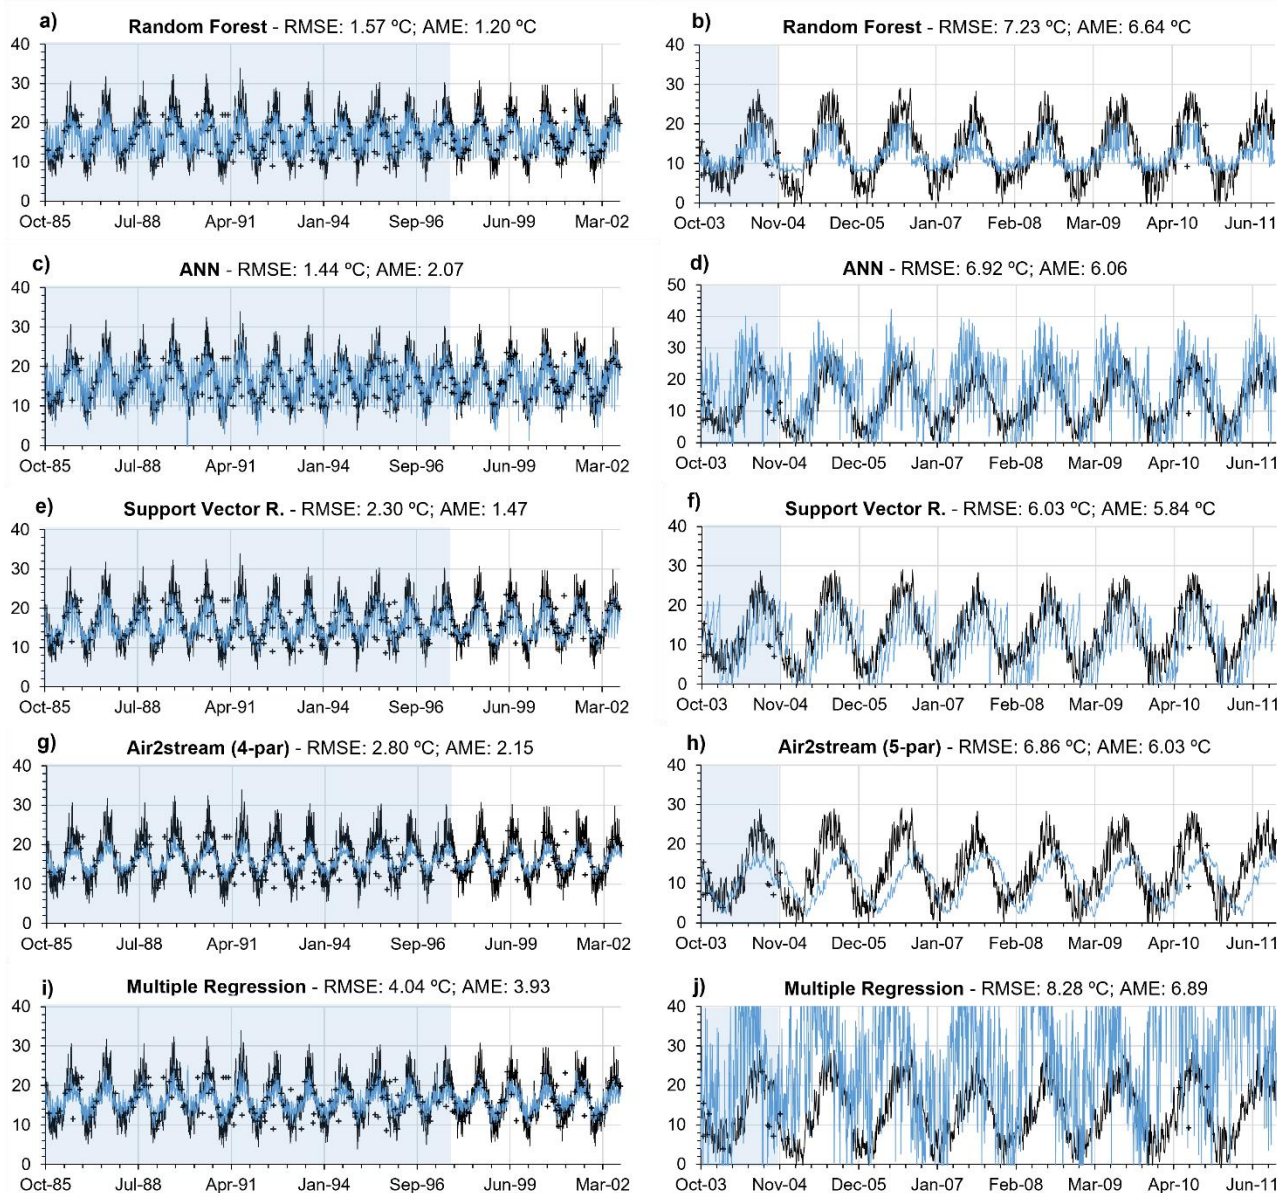 a) Random Forest - RMSE: 1.57 ºC; AME: 1.20 ºC
40
30
20
10
0
Oct-85 Jul-88 Apr-91 Jan-94 Sep-96 Jun-99 Mar-02
b) Random Forest - RMSE: 7.23 ºC; AME: 6.64 ºC
40
30
20
10
0
Oct-03 Nov-04 Dec-05 Jan-07 Feb-08 Mar-09 Apr-10 Jun-11
c) ANN - RMSE: 1.44 ºC; AME: 2.07
40
30
20
10
0
Oct-85 Jul-88 Apr-91 Jan-94 Sep-96 Jun-99 Mar-02
d) ANN - RMSE: 6.92 ºC; AME: 6.06
50
40
30
20
10
0
Oct-03 Nov-04 Dec-05 Jan-07 Feb-08 Mar-09 Apr-10 Jun-11
e) Support Vector R. - RMSE: 2.30 ºC; AME: 1.47
40
30
20
10
0
Oct-85 Jul-88 Apr-91 Jan-94 Sep-96 Jun-99 Mar-02
f) Support Vector R. - RMSE: 6.03 ºC; AME: 5.84 ºC
40
30
20
10
0
Oct-03 Nov-04 Dec-05 Jan-07 Feb-08 Mar-09 Apr-10 Jun-11
g) Air2stream (4-par) - RMSE: 2.80 ºC; AME: 2.15
40
30
20
10
0
Oct-85 Jul-88 Apr-91 Jan-94 Sep-96 Jun-99 Mar-02
h) Air2stream (5-par) - RMSE: 6.86 ºC; AME: 6.03 ºC
40
30
20
10
0
Oct-03 Nov-04 Dec-05 Jan-07 Feb-08 Mar-09 Apr-10 Jun-11
i) Multiple Regression - RMSE: 4.04 ºC; AME: 3.93
40
30
20
10
0
Oct-85 Jul-88 Apr-91 Jan-94 Sep-96 Jun-99 Mar-02
j) Multiple Regression - RMSE: 8.28 ºC; AME: 6.89
40
30
20
10
0
Oct-03 Nov-04 Dec-05 Jan-07 Feb-08 Mar-09 Apr-10 Jun-11